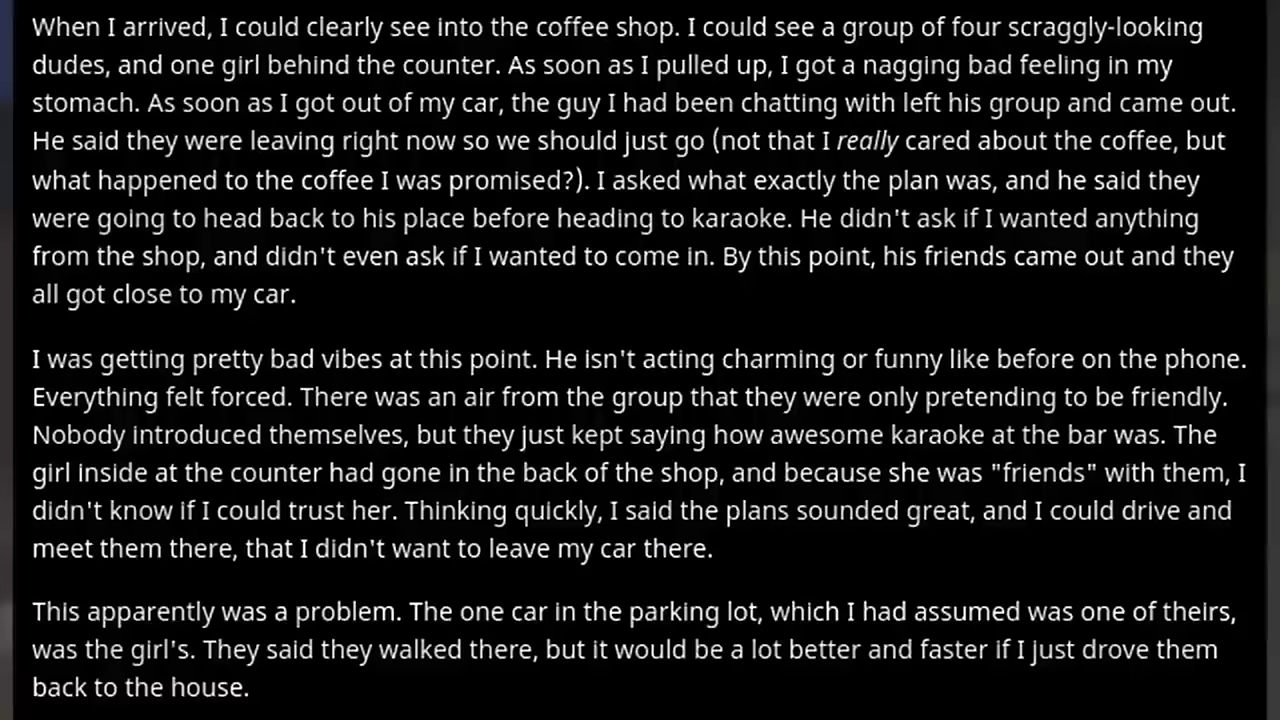 When I arrived, I could clearly see into the coffee shop. I could see a group of four scraggly-looking
dudes, and one girl behind the counter. As soon as I pulled up, I got a nagging bad feeling in my
stomach. As soon as I got out of my car, the guy I had been chatting with left his group and came out.
He said they were leaving right now so we should just go (not that I really cared about the coffee, but
what happened to the coffee I was promised?). I asked what exactly the plan was, and he said they
were going to head back to his place before heading to karaoke. He didn't ask if I wanted anything
from the shop, and didn't even ask if I wanted to come in. By this point, his friends came out and they
all got close to my car.
I was getting pretty bad vibes at this point. He isn't acting charming or funny like before on the phone.
Everything felt forced. There was an air from the group that they were only pretending to be friendly.
Nobody introduced themselves, but they just kept saying how awesome karaoke at the bar was. The
girl inside at the counter had gone in the back of the shop, and because she was "friends" with them, I
didn't know if I could trust her. Thinking quickly, I said the plans sounded great, and I could drive and
meet them there, that I didn't want to leave my car there.
This apparently was a problem. The one car in the parking lot, which I had assumed was one of theirs,
was the girl's. They said they walked there, but it would be a lot better and faster if I just drove them
back to the house.